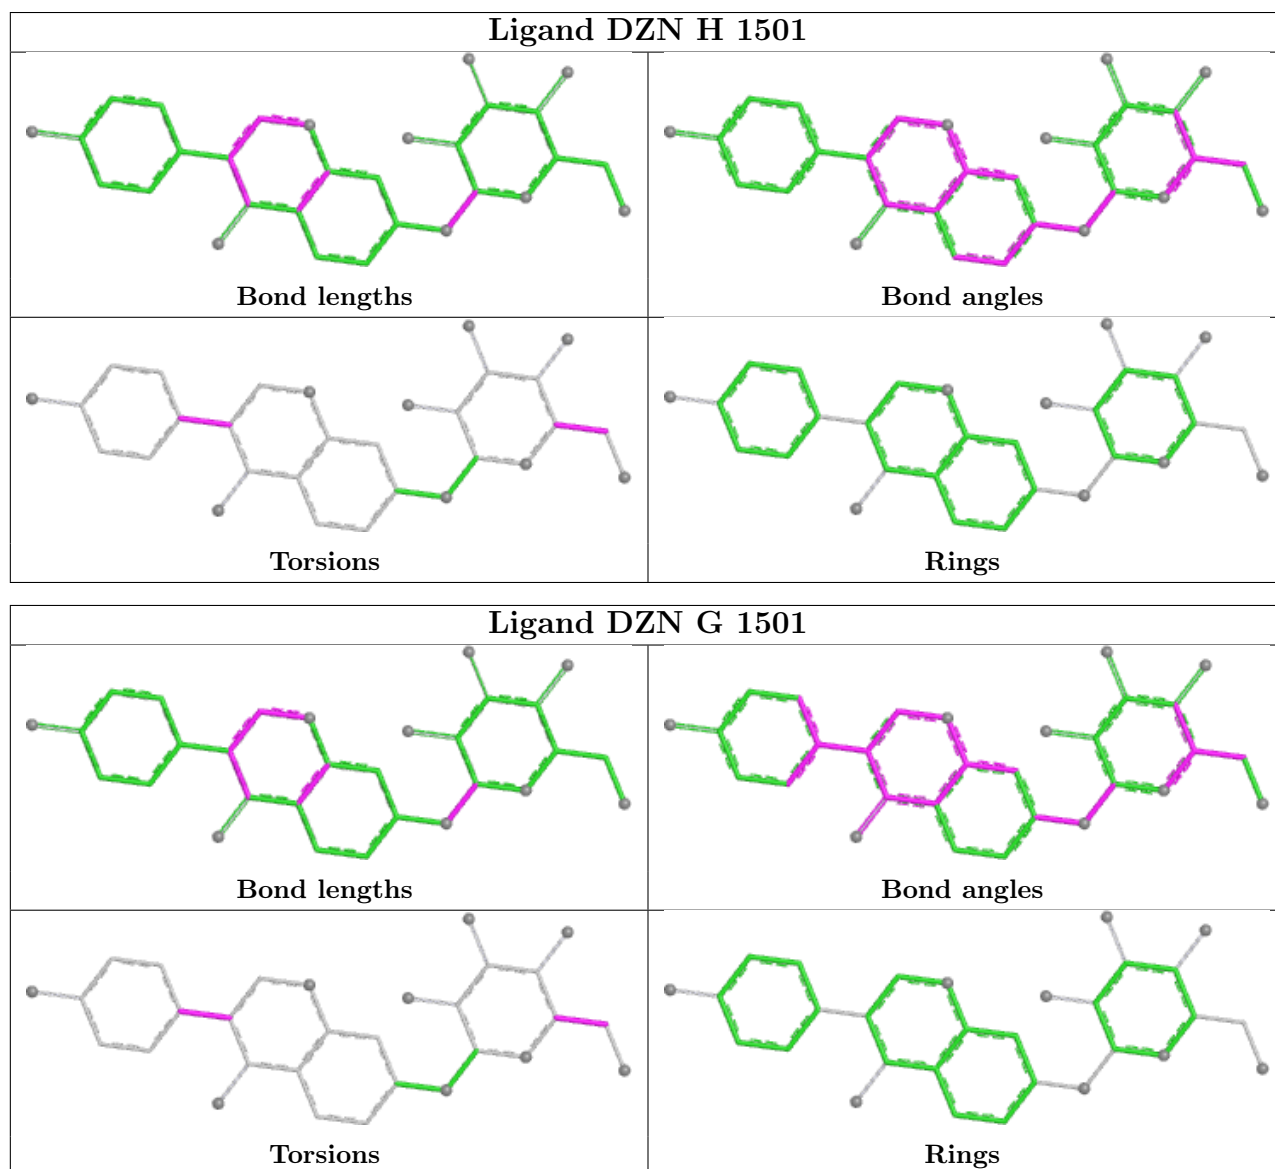 Ligand DZN H 1501
Bond lengths
Bond angles
Torsions
Rings
Ligand DZN G 1501
Bond lengths
Bond angles
Torsions
Rings